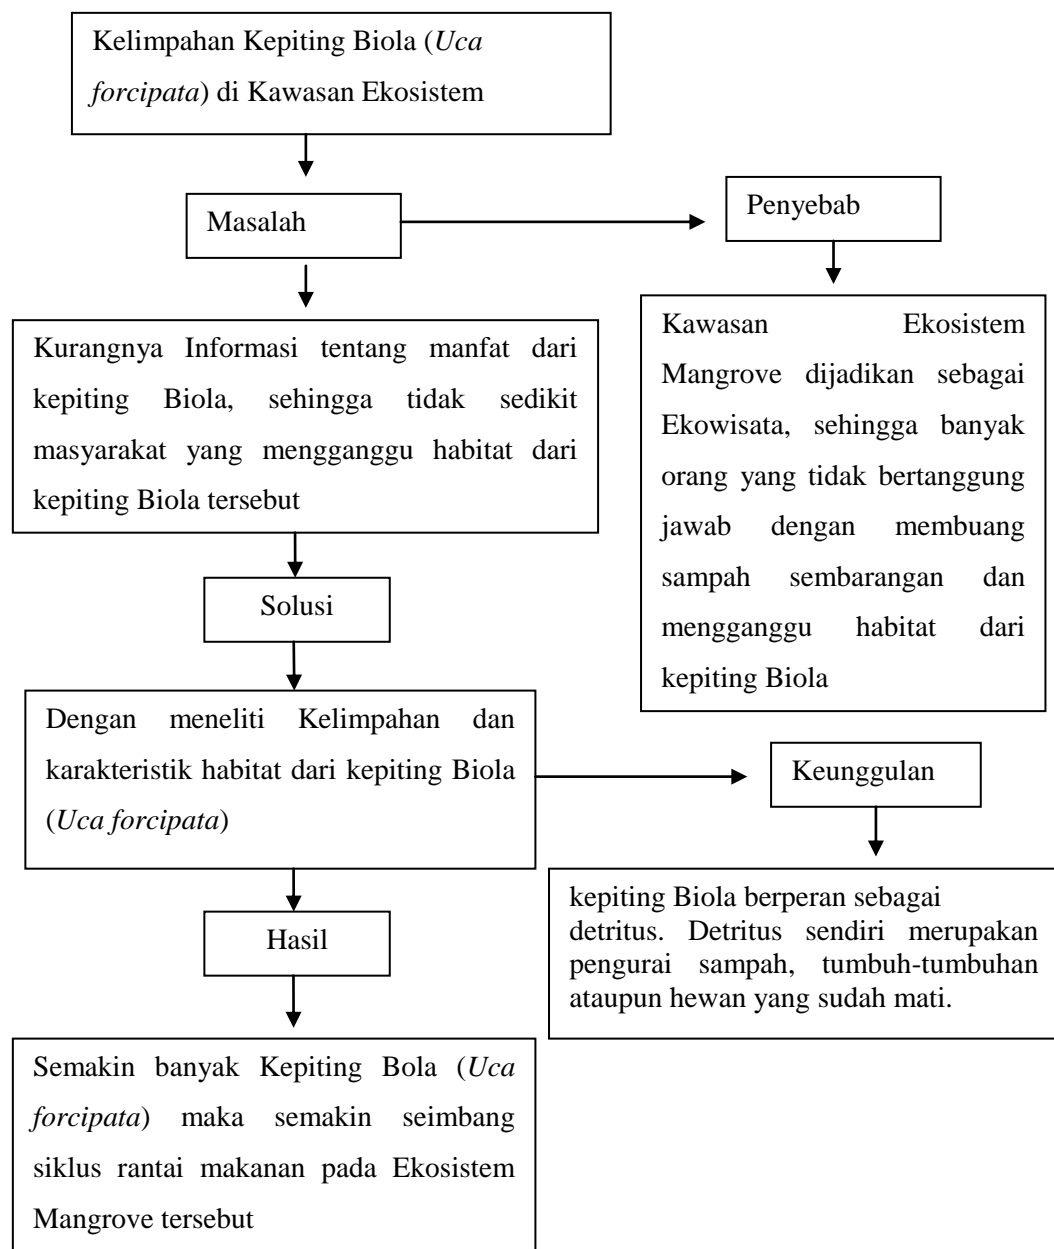 Kelimpahan Kepiting Biola (Uca
forcipata) di Kawasan Ekosistem
Masalah
Penyebab
Kurangnya Informasi tentang manfat dari
kepiting Biola, sehingga tidak sedikit
masyarakat yang mengganggu habitat dari
kepiting Biola tersebut
Kawasan Ekosistem
Mangrove dijadikan sebagai
Ekowisata, sehingga banyak
orang yang tidak bertanggung
jawab dengan membuang
sampah sembarangan dan
mengganggu habitat dari
kepiting Biola
Solusi
Dengan meneliti Kelimpahan dan
karakteristik habitat dari kepiting Biola
(Uca forcipata)
Keunggulan
kepiting Biola berperan sebagai
detritus. Detritus sendiri merupakan
pengurai sampah, tumbuh-tumbuhan
ataupun hewan yang sudah mati.
Hasil
Semakin banyak Kepiting Bola (Uca
forcipata) maka semakin seimbang
siklus rantai makanan pada Ekosistem
Mangrove tersebut